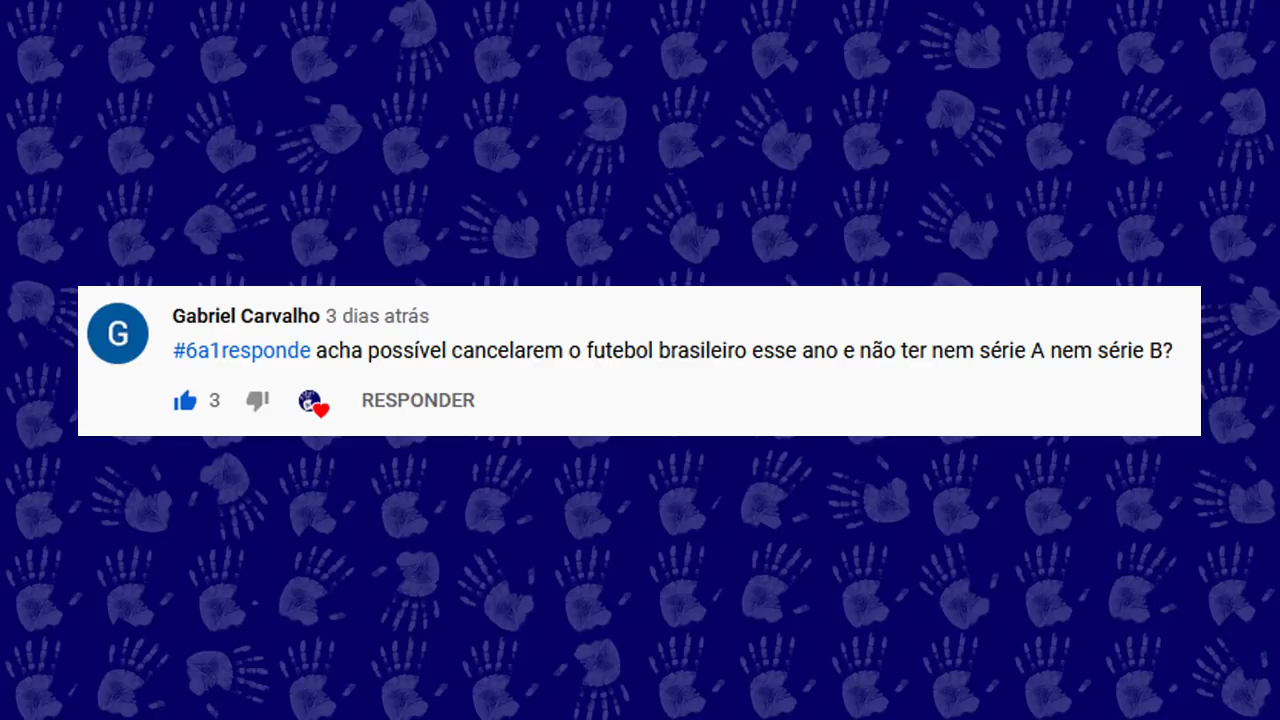 G
Gabriel Carvalho 3 dias atrás
#6a1responde acha possível cancelarem o futebol brasileiro esse ano e não ter nem série A nem série B?
3 RESPONDER